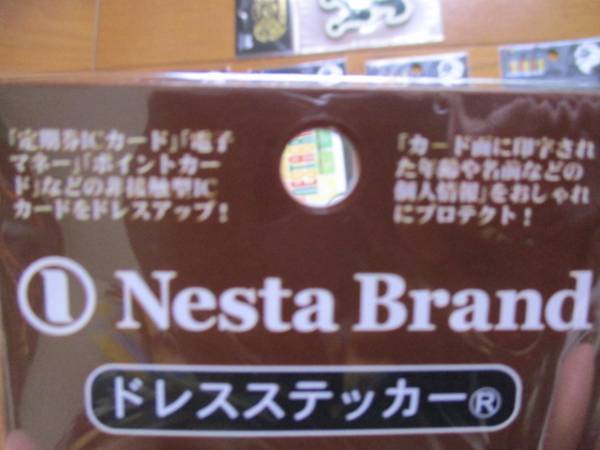 「定期券ICカード」「電子
マネー」「ポイントカー
ド」などの非接触型IC
カードをドレスアップ!
「カード面に印字され
た年齢や名前などの
個人情報」をおしゃれ
にプロテクト!
Nesta Brand
ドレスステッカー®